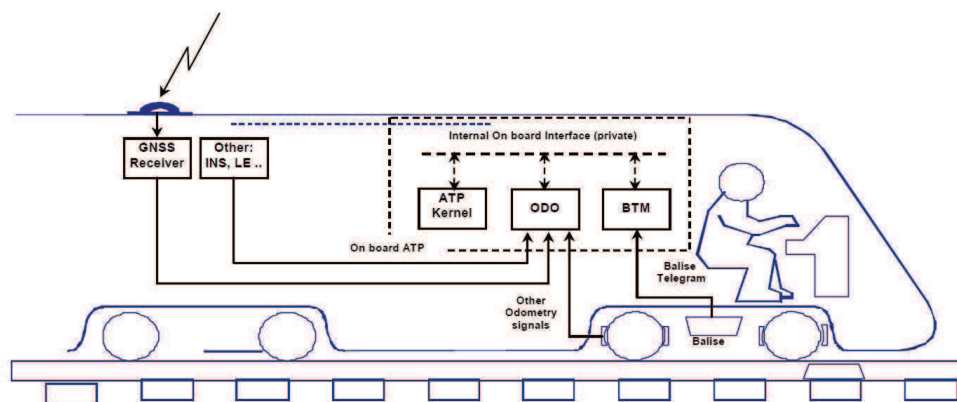 Internal On board Interface (private)
GNSS
Receiver
Other:
INS, LE ..
ATP
Kernel
ODO
BTM
On board ATP
Balise
Telegram
Other
Odometry
signals
Balise